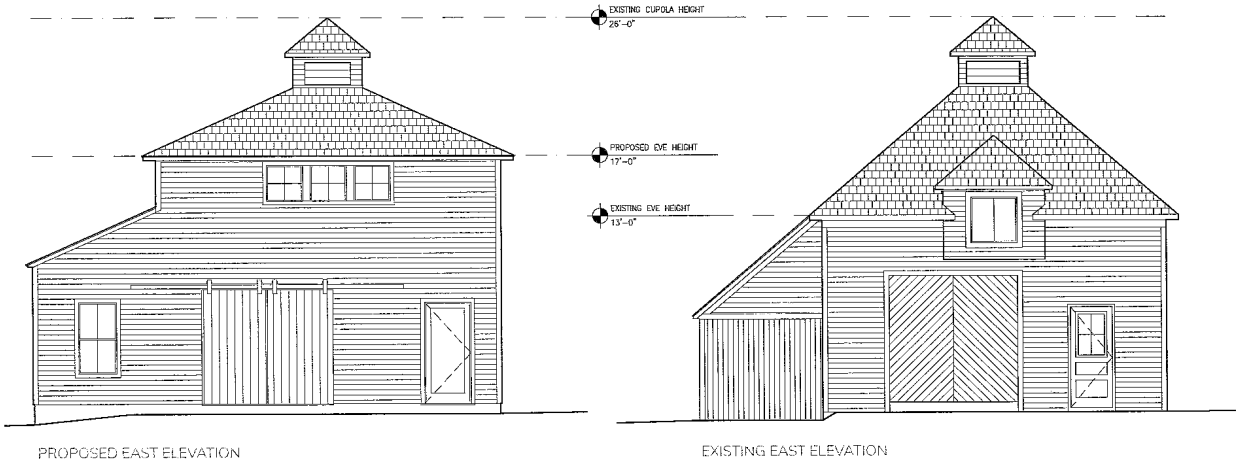 EXISTING CUPOLA HEIGHT
26'-0"
PROPOSED EVE HEIGHT
17'-0"
EXISTING EVE HEIGHT
13'-0"
PROPOSED EAST ELEVATION
EXISTING EAST ELEVATION